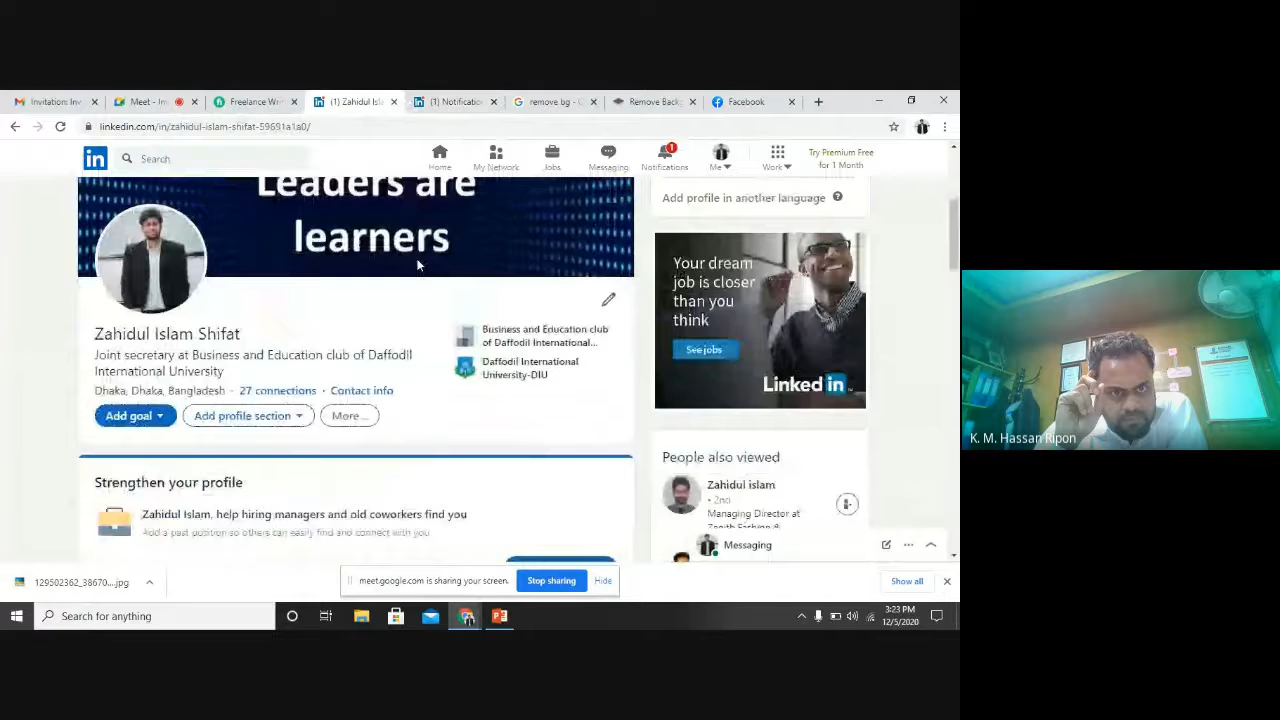 Invitation: Inv
Meet - In
Freelance Wri
(1) Zahidul Isla
(1) Notificatio
remove bg - G
Remove Backg
Facebook
linkedin.com/in/zahidul-islam-shifat-59691a1a0/
in
Search
Home
My Network
Jobs
Messaging
1
Notifications
Me
Work
Try Premium Free
for 1 Month
Leaders are
learners
Zahidul Islam Shifat
Joint secretary at Business and Education club of Daffodil
International University
Dhaka, Dhaka, Bangladesh · 27 connections · Contact info
Add goal
Add profile section
More...
Business and Education club
of Daffodil International...
Daffodil International
University-DIU
Strengthen your profile
Zahidul Islam, help hiring managers and old coworkers find you
Add a past position so others can easily find and connect with you
Add profile in another language
Your dream
job is closer
than you
think
See jobs
Linked in
People also viewed
Zahidul islam
• 2nd
Managing Director at
Messaging
129502362_38670....jpg
meet.google.com is sharing your screen.
Stop sharing
Hide
Show all
Search for anything
3:23 PM
12/5/2020
K. M. Hassan Ripon